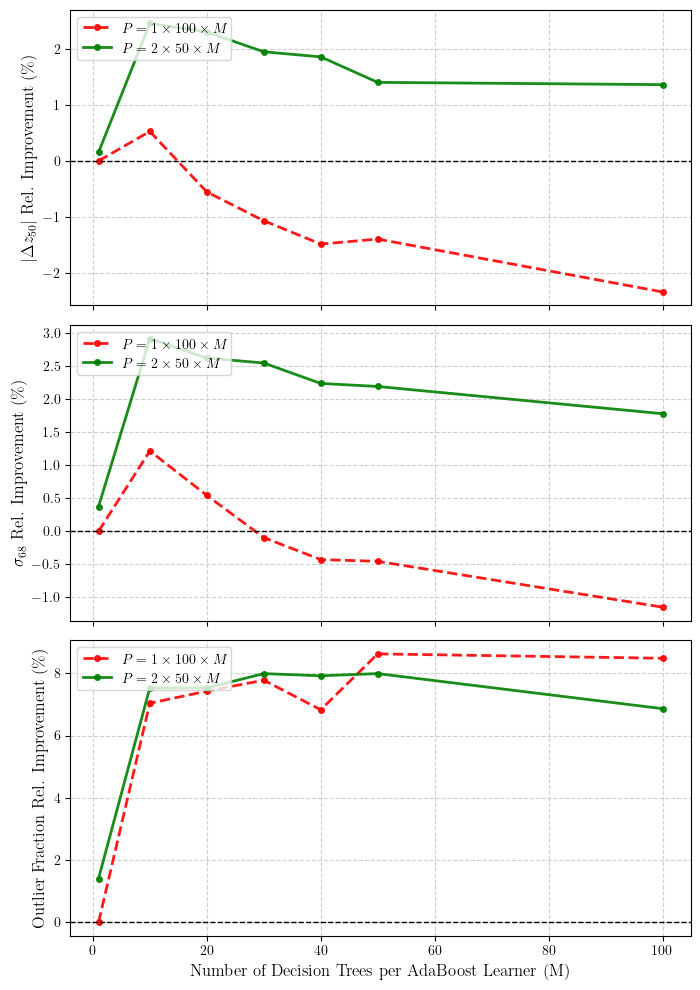 P = 1 × 100 × M
P = 2 × 50 × M
2
1
0
−1
−2
|Δz₅₀| Rel. Improvement (%)
P = 1 × 100 × M
P = 2 × 50 × M
3.0
2.5
2.0
1.5
1.0
0.5
0.0
−0.5
−1.0
σ₆₈ Rel. Improvement (%)
P = 1 × 100 × M
P = 2 × 50 × M
8
6
4
2
0
Outlier Fraction Rel. Improvement (%)
0 20 40 60 80 100
Number of Decision Trees per AdaBoost Learner (M)